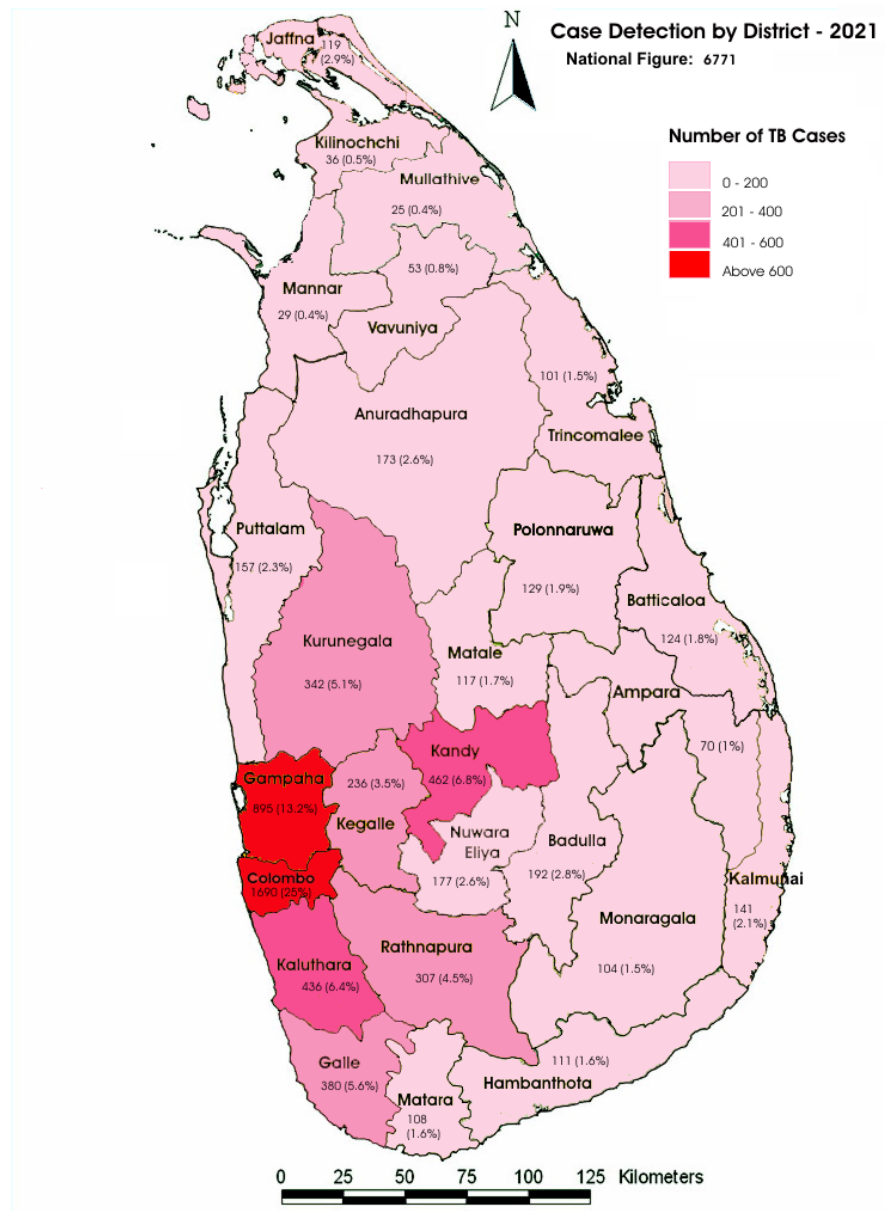 N
Case Detection by District - 2021
National Figure: 6771
Number of TB Cases
0 - 200
201 - 400
401 - 600
Above 600
Jaffna
119
(2.9%)
Kilinochchi
36 (0.5%)
Mullathive
25 (0.4%)
53 (0.8%)
Vavuniya
Mannar
29 (0.4%)
101 (1.5%)
Trincomalee
Anuradhapura
173 (2.6%)
Puttalam
157 (2.3%)
Polonnaruwa
129 (1.9%)
Batticaloa
124 (1.8%)
Kurunegala
342 (5.1%)
Matale
117 (1.7%)
Ampara
70 (1%)
Kandy
462 (6.8%)
Gampaha
895 (13.2%)
236 (3.5%)
Kegalle
Nuwara
Eliya
177 (2.6%)
Badulla
192 (2.8%)
Colombo
1690 (25%)
Kalmunai
141
(2.1%)
Monaragala
104 (1.5%)
Kaluthara
436 (6.4%)
Rathnapura
307 (4.5%)
Galle
380 (5.6%)
Matara
108
(1.6%)
111 (1.6%)
Hambanthota
0 25 50 75 100 125 Kilometers